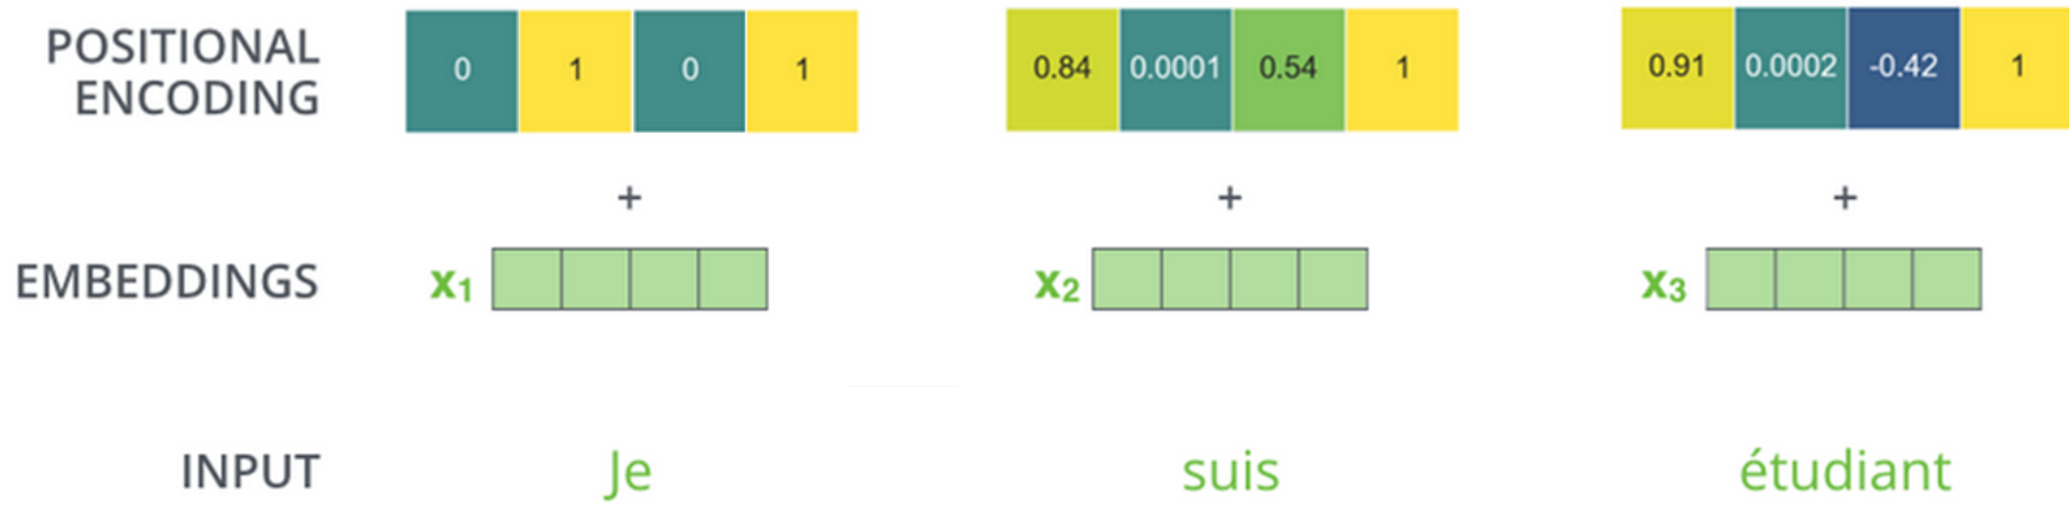 POSITIONAL
ENCODING
0 1 0 1
0.84 0.0001 0.54 1
0.91 0.0002 -0.42 1
+ + +
EMBEDDINGS x1 x2 x3
INPUT Je suis étudiant